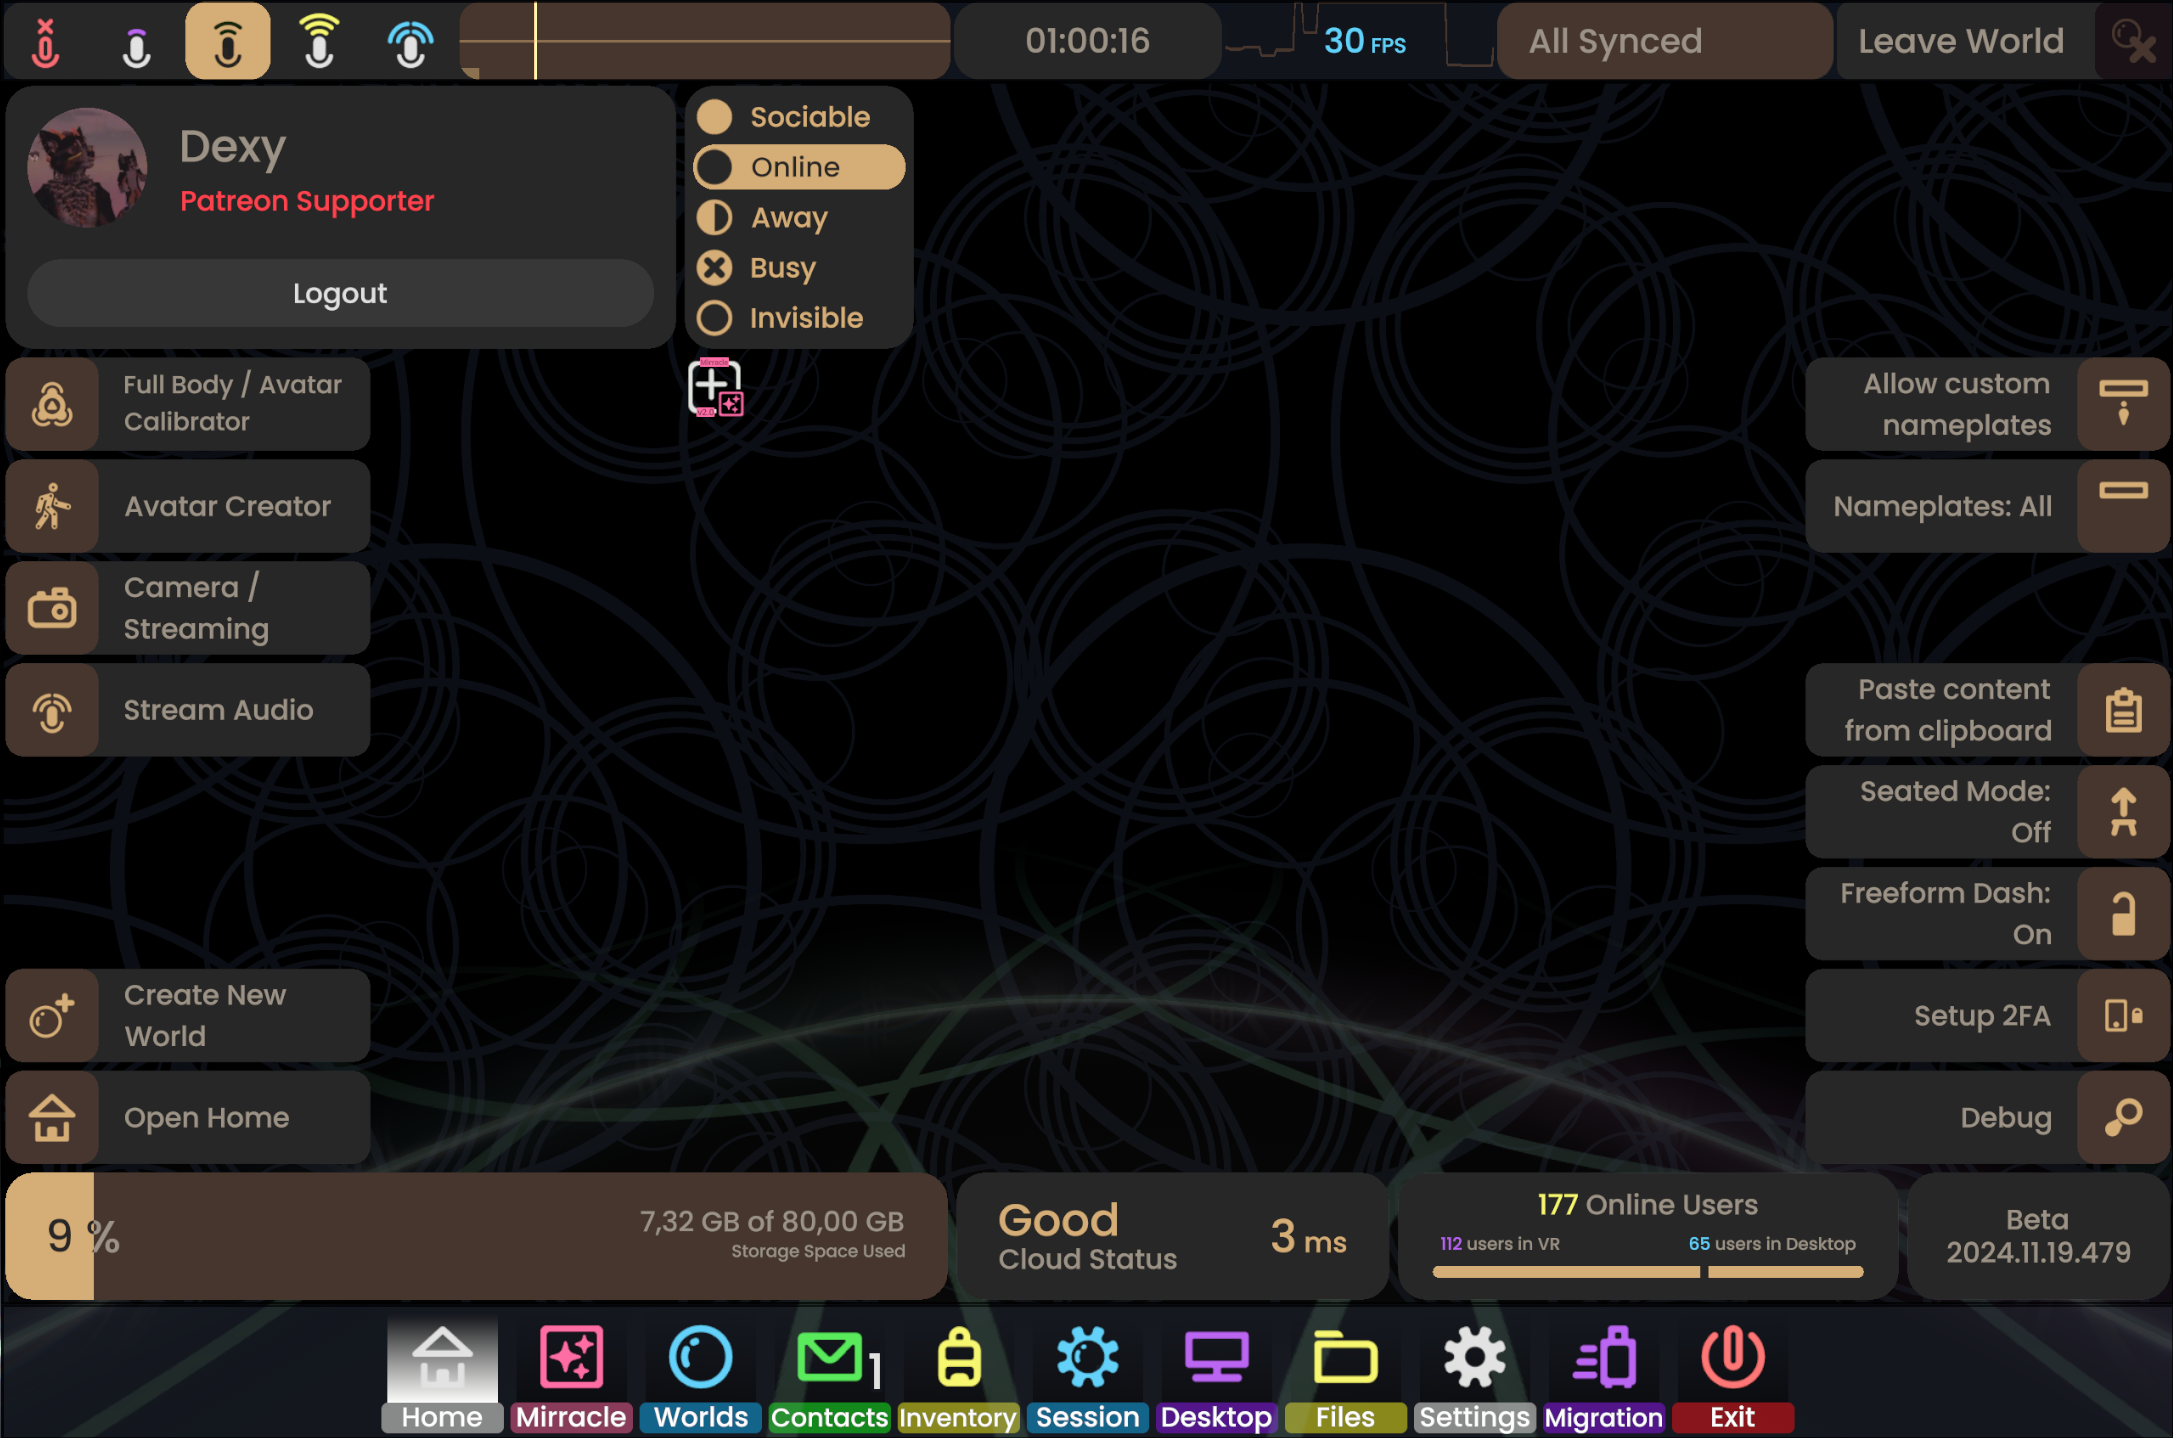 01:00:16
30 FPS
All Synced
Leave World
Dexy
Patreon Supporter
Logout
Sociable
Online
Away
Busy
Invisible
Mirracle
v2.0
Full Body / Avatar
Calibrator
Avatar Creator
Camera /
Streaming
Stream Audio
Create New
World
Open Home
Allow custom
nameplates
Nameplates: All
Paste content
from clipboard
Seated Mode:
Off
Freeform Dash:
On
Setup 2FA
Debug
9 %
7,32 GB of 80,00 GB
Storage Space Used
Good
Cloud Status
3 ms
177 Online Users
112 users in VR
65 users in Desktop
Beta
2024.11.19.479
1
Home
Mirracle
Worlds
Contacts
Inventory
Session
Desktop
Files
Settings
Migration
Exit